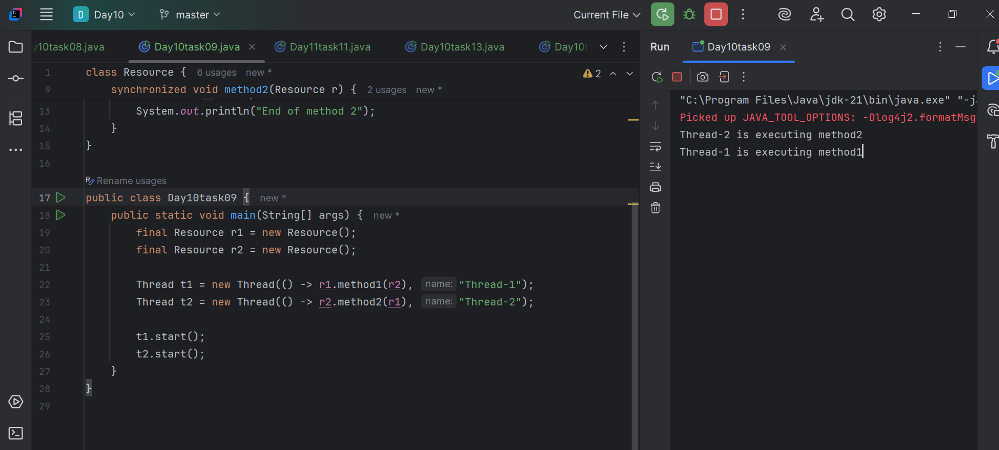 D Day10 master Current File
y10task08.java Day10task09.java Day11task11.java Day10task13.java Day10t Run Day10task09
1 class Resource { 6 usages new * 2
9 synchronized void method2(Resource r) { 2 usages new *
13 System.out.println("End of method 2");
14 }
15 }
16
Rename usages
17 public class Day10task09 { new *
18 public static void main(String[] args) { new *
19 final Resource r1 = new Resource();
20 final Resource r2 = new Resource();
21
22 Thread t1 = new Thread(() -> r1.method1(r2), name: "Thread-1");
23 Thread t2 = new Thread(() -> r2.method2(r1), name: "Thread-2");
24
25 t1.start();
26 t2.start();
27 }
28 }
29
"C:\Program Files\Java\jdk-21\bin\java.exe" "-j
Picked up JAVA_TOOL_OPTIONS: -Dlog4j2.formatMsg
Thread-2 is executing method2
Thread-1 is executing method1